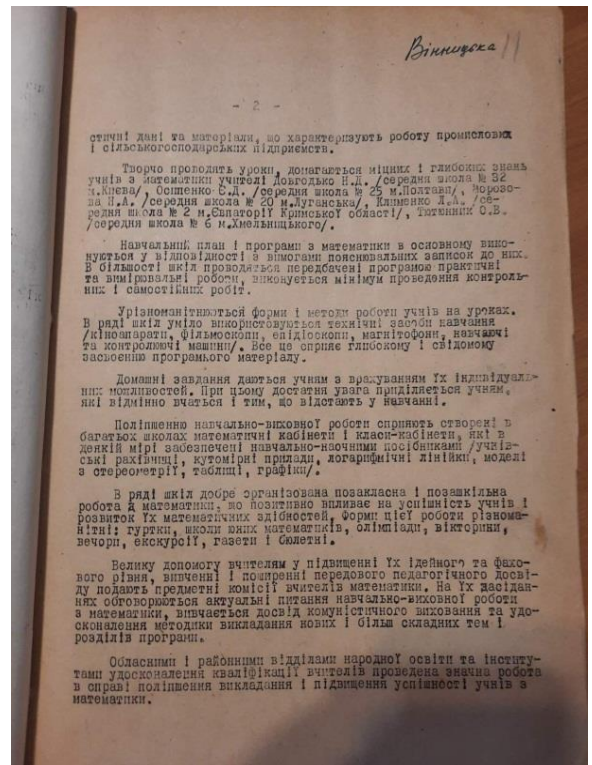 Вінницька
- 2 -
стичні дані та матеріали, що характеризують роботу промислових
і сільськогосподарських підприємств.
Творчо проводять уроки, домагаються міцних і глибоких знань
учнів з математики учителі Довгодько Н.Д. /середня школа № 32
м.Києва/, Осипенко Є.Д. /середня школа № 25 м.Полтави/, Морозо-
ва Н.А. /середня школа № 20 м.Луганська/, Клименко Л.А. /се-
редня школа № 2 м.Євпаторії Кримської області/, Тютюнник О.В.
/середня школа № 6 м.Хмельницького/.
Навчальний план і програми з математики в основному вико-
нуються у відповідності з вимогами пояснювальних записок до них.
В більшості шкіл проводяться передбачені програмою практичні
та вимірювальні роботи, виконується мінімум проведення контроль-
них і самостійних робіт.
Урізноманітнюються форми і методи роботи учнів на уроках.
В ряді шкіл уміло використовуються технічні засоби навчання
/кіноапарати, фільмоскопи, епідіоскопи, магнітофони, навчаючі
та контролюючі машини/. Все це сприяє глибокому і свідомому
засвоєнню програмного матеріалу.
Домашні завдання даються учням з врахуванням їх індивідуаль-
них можливостей. При цьому достатня увага приділяється учням,
які відмінно вчаться і тим, що відстають у навчанні.
Поліпшенню навчально-виховної роботи сприяють створені в
багатьох школах математичні кабінети і класи-кабінети, які в
деякій мірі забезпечені навчально-наочними посібниками /учнів-
ські рахівниці, кутомірні прилади, логарифмічні лінійки, моделі
з стереометрії, таблиці, графіки/.
В ряді шкіл добре організована позакласна і позашкільна
робота з математики, що позитивно впливає на успішність учнів і
розвиток їх математичних здібностей. Форми цієї роботи різнома-
нітні: гуртки, школи юних математиків, олімпіади, вікторини,
вечори, екскурсії, газети і бюлетні.
Велику допомогу вчителям у підвищенні їх ідейного та фахо-
вого рівня, вивченні і поширенні передового педагогічного досві-
ду подають предметні комісії вчителів математики. На їх засідан-
нях обговорюються актуальні питання навчально-виховної роботи
з математики, вивчається досвід комуністичного виховання та удо-
сконалення методики викладання нових і більш складних тем і
розділів програми.
Обласними і районними відділами народної освіти та інститу-
тами удосконалення кваліфікації вчителів проведена значна робота
в справі поліпшення викладання і підвищення успішності учнів з
математики.